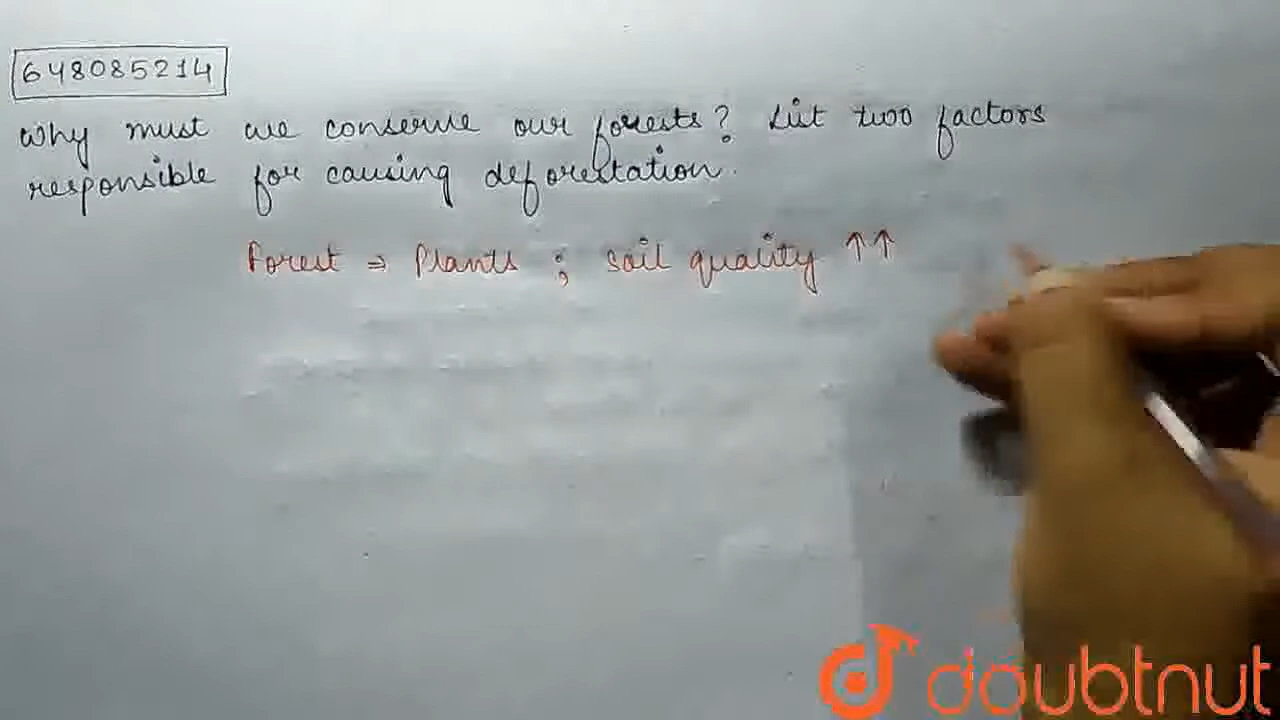 648085214
Why must we conserve our forests? List two factors
responsible for causing deforestation.
Forest ⇒ Plants ; Soil quality ↑↑
doubtnut